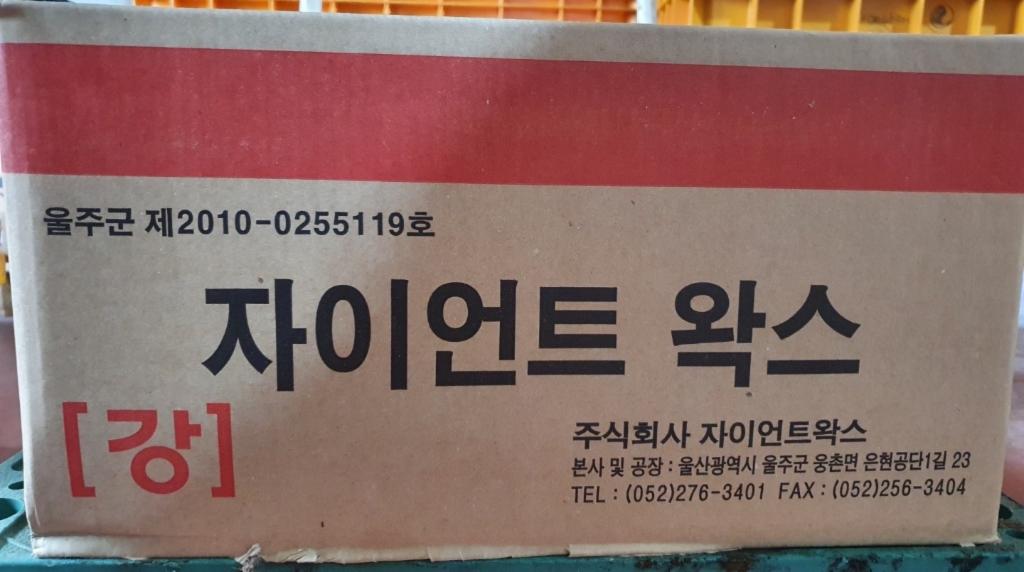 울주군 제2010-0255119호
자이언트 왁스
[강]
주식회사 자이언트왁스
본사 및 공장 : 울산광역시 울주군 웅촌면 은현공단1길 23
TEL : (052)276-3401 FAX : (052)256-3404